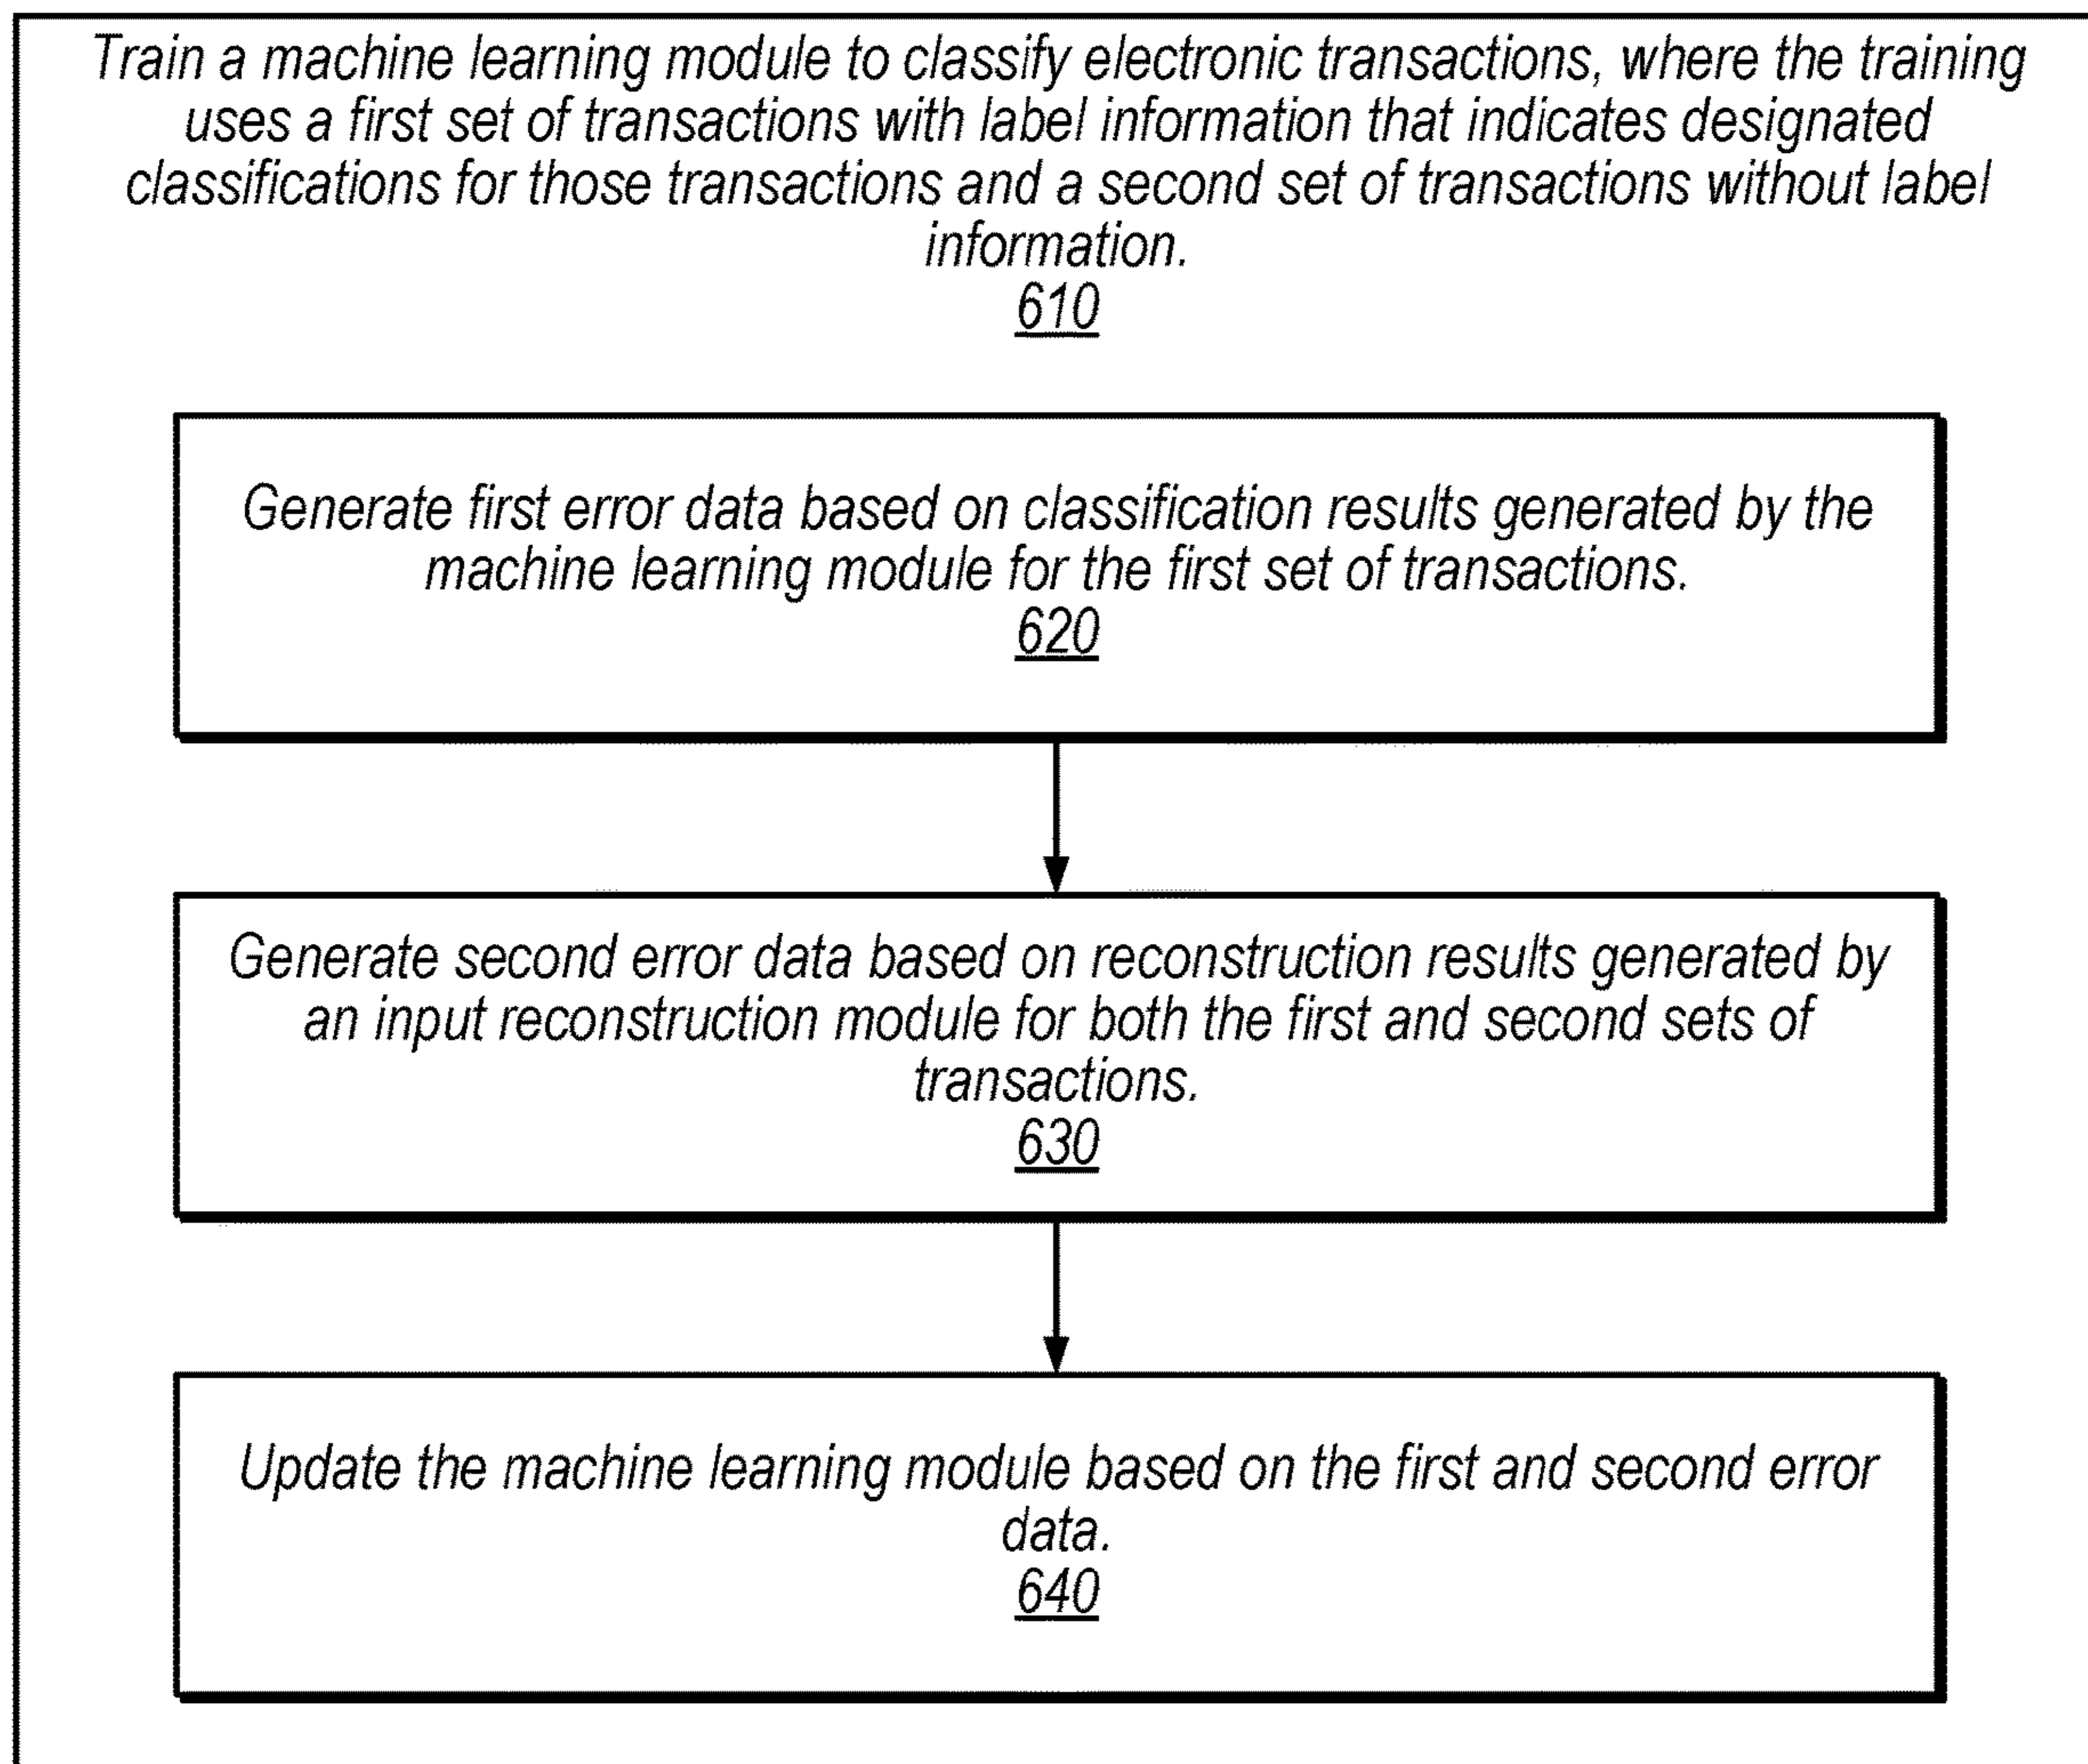 Train a machine learning module to classify electronic transactions, where the training
uses a first set of transactions with label information that indicates designated
classifications for those transactions and a second set of transactions without label
information.
610
Generate first error data based on classification results generated by the
machine learning module for the first set of transactions.
620
Generate second error data based on reconstruction results generated by
an input reconstruction module for both the first and second sets of
transactions.
630
Update the machine learning module based on the first and second error
data.
640